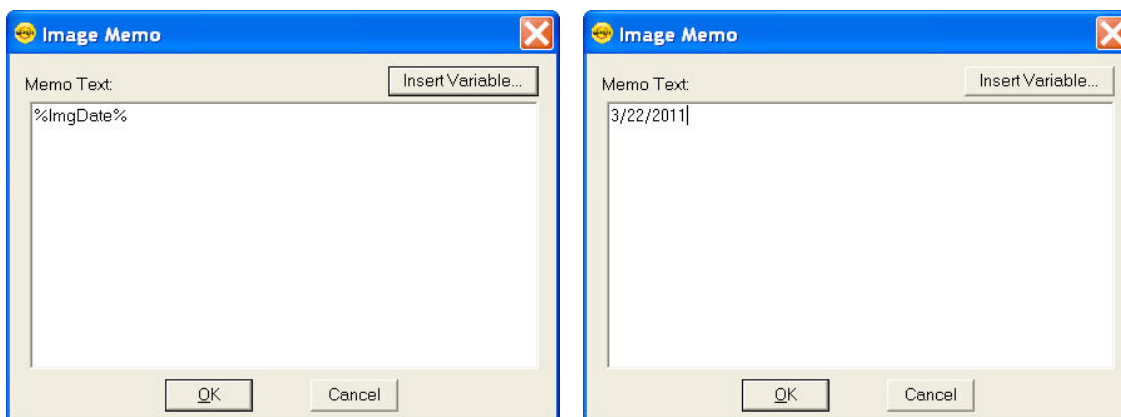 Image Memo
Memo Text:
Insert Variable...
%ImgDate%
OK
Cancel
Image Memo
Memo Text:
Insert Variable...
3/22/2011
OK
Cancel